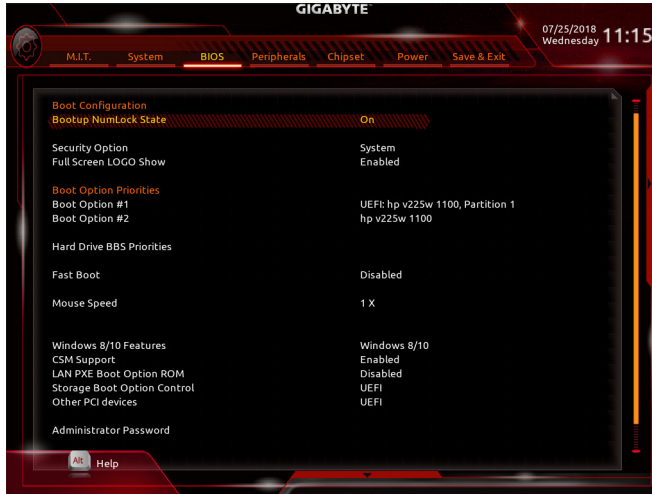 GIGABYTE™
07/25/2018 11:15
Wednesday
M.I.T. System BIOS Peripherals Chipset Power Save & Exit
Boot Configuration
Bootup NumLock State On
Security Option System
Full Screen LOGO Show Enabled
Boot Option Priorities
Boot Option #1 UEFI: hp v225w 1100, Partition 1
Boot Option #2 hp v225w 1100
Hard Drive BBS Priorities
Fast Boot Disabled
Mouse Speed 1 X
Windows 8/10 Features Windows 8/10
CSM Support Enabled
LAN PXE Boot Option ROM Disabled
Storage Boot Option Control UEFI
Other PCI devices UEFI
Administrator Password
Alt Help